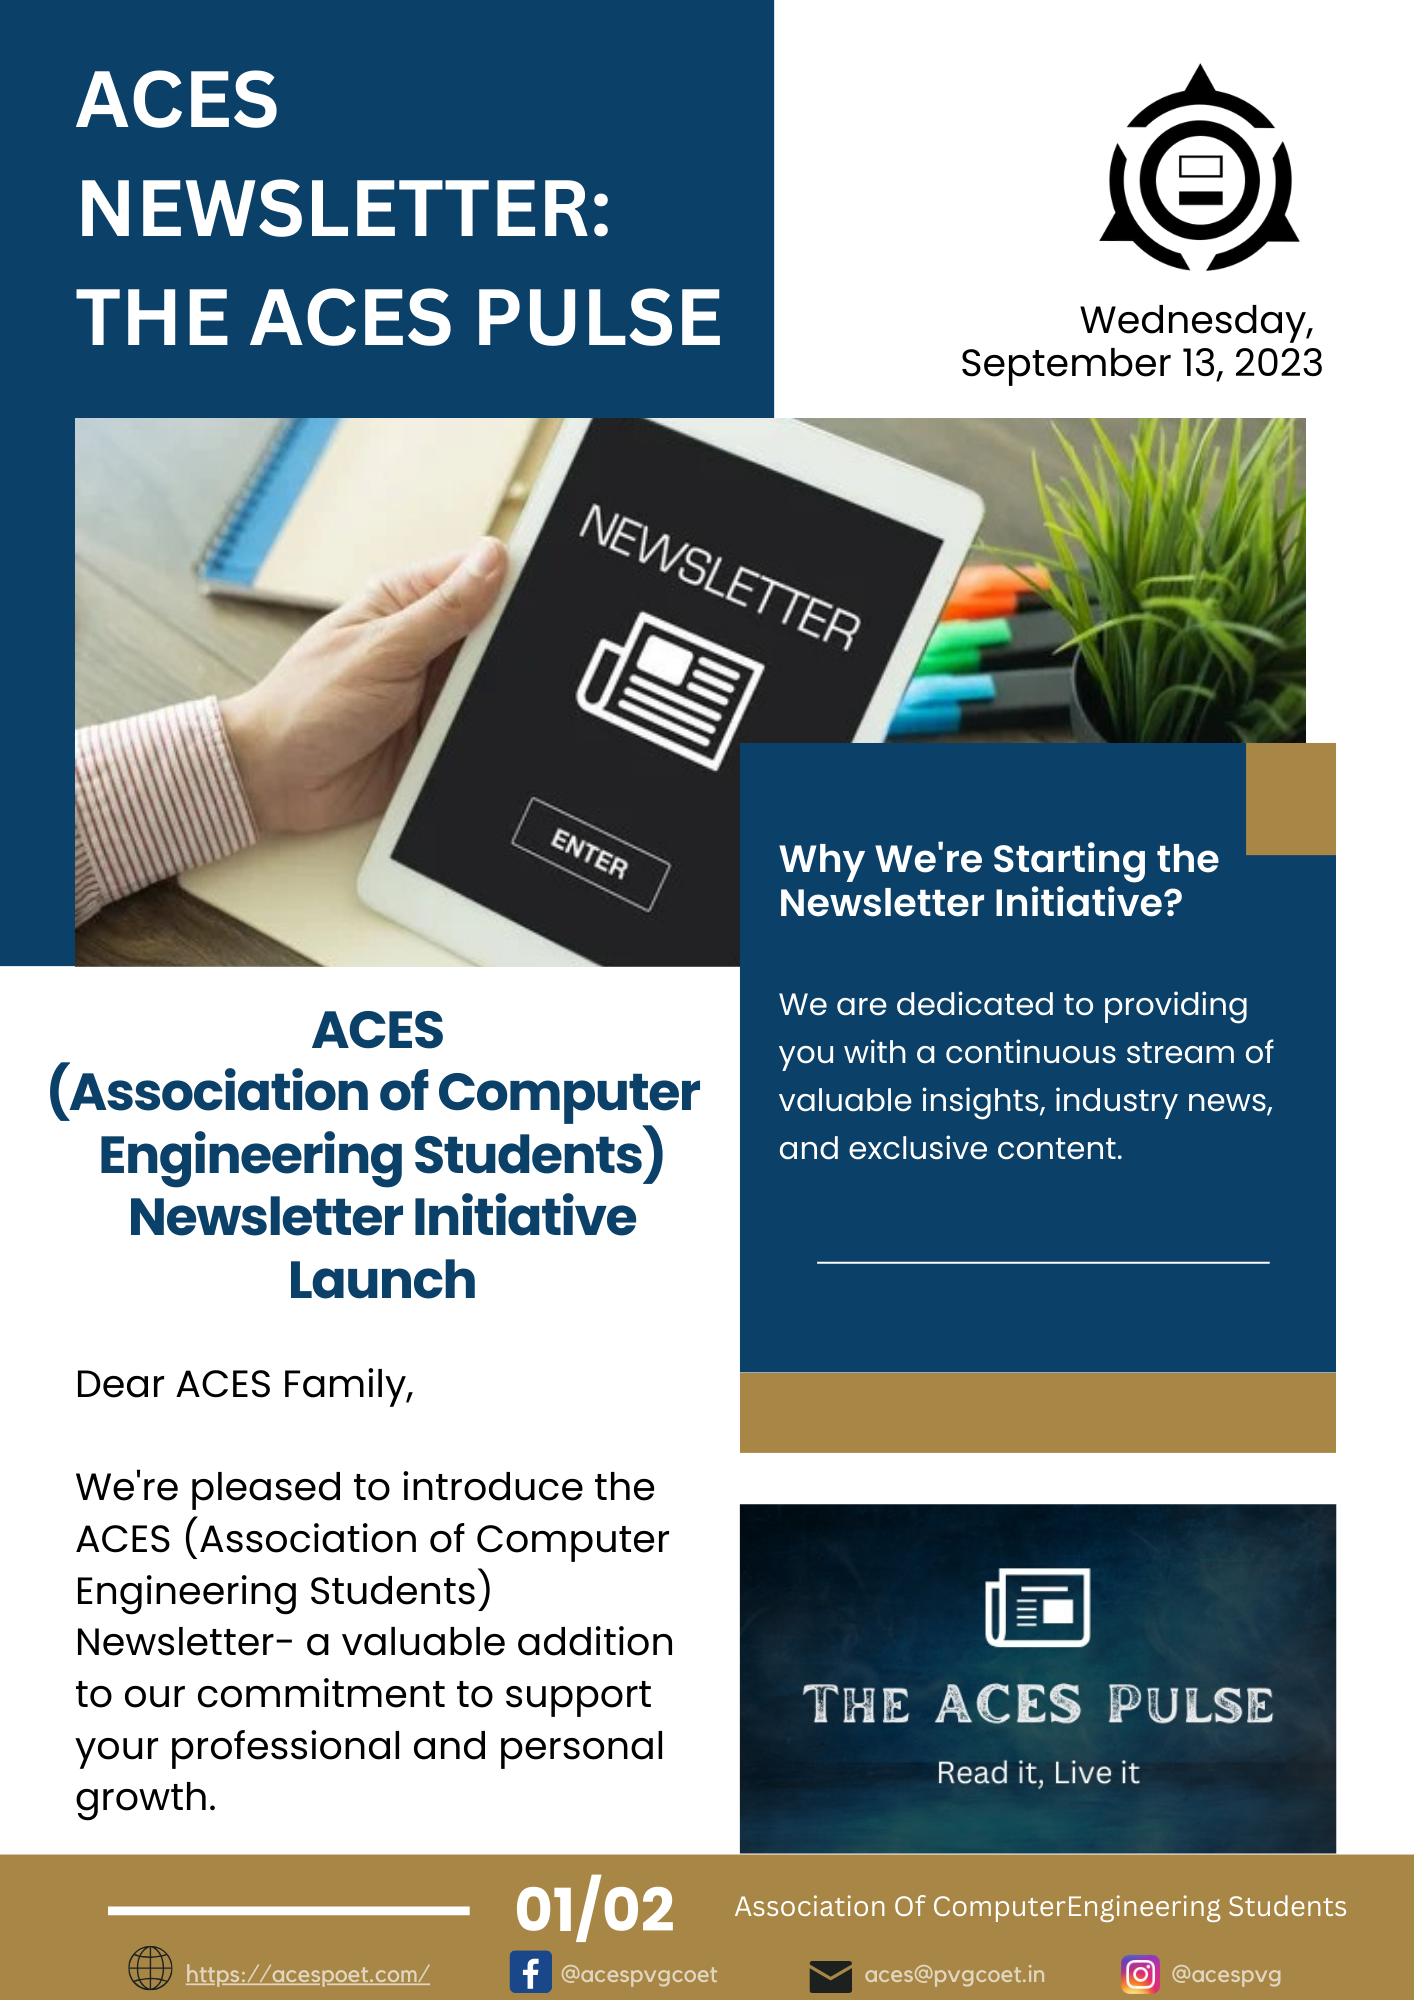 ACES
NEWSLETTER:
THE ACES PULSE
Wednesday,
September 13, 2023
NEWSLETTER
ENTER
Why We're Starting the
Newsletter Initiative?
We are dedicated to providing
you with a continuous stream of
valuable insights, industry news,
and exclusive content.
ACES
(Association of Computer
Engineering Students)
Newsletter Initiative
Launch
Dear ACES Family,
We're pleased to introduce the
ACES (Association of Computer
Engineering Students)
Newsletter- a valuable addition
to our commitment to support
your professional and personal
growth.
THE ACES PULSE
Read it, Live it
01/02
Association Of ComputerEngineering Students
https://acespoet.com/
@acespvgcoet
aces@pvgcoet.in
@acespvg